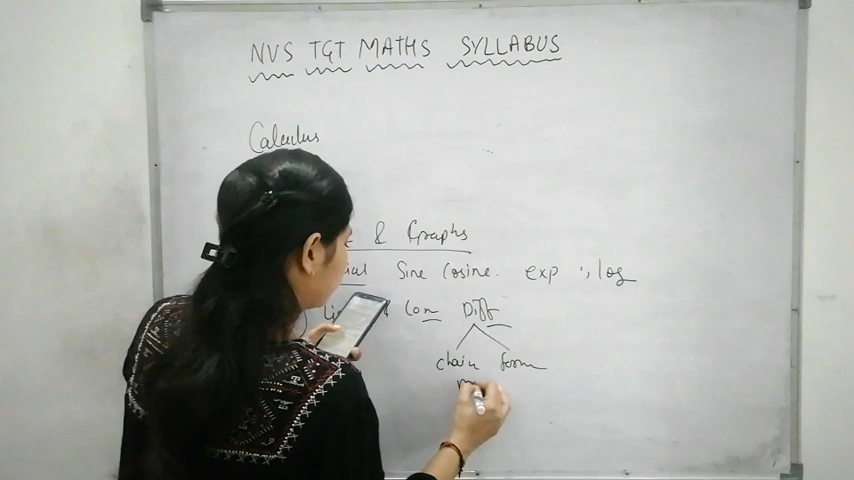 NVS TGT MATHS SYLLABUS
Calculus
& Graphs
Sine Cosine. exp , log
Con Diff
chain form